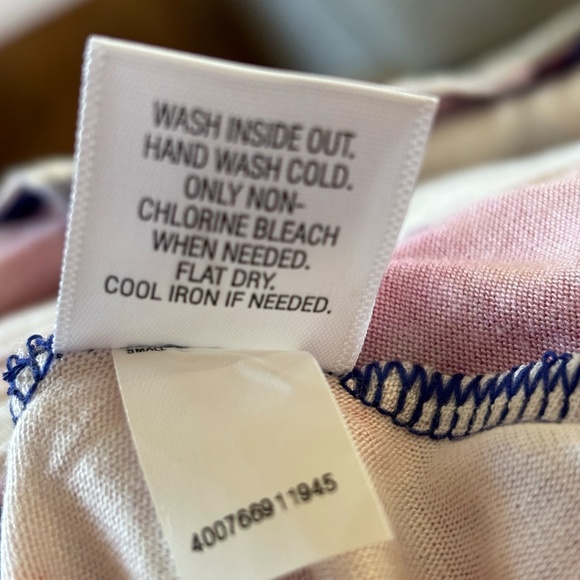 WASH INSIDE OUT.
HAND WASH COLD.
ONLY NON-
CHLORINE BLEACH
WHEN NEEDED.
FLAT DRY.
COOL IRON IF NEEDED.
SMALL
400766911945